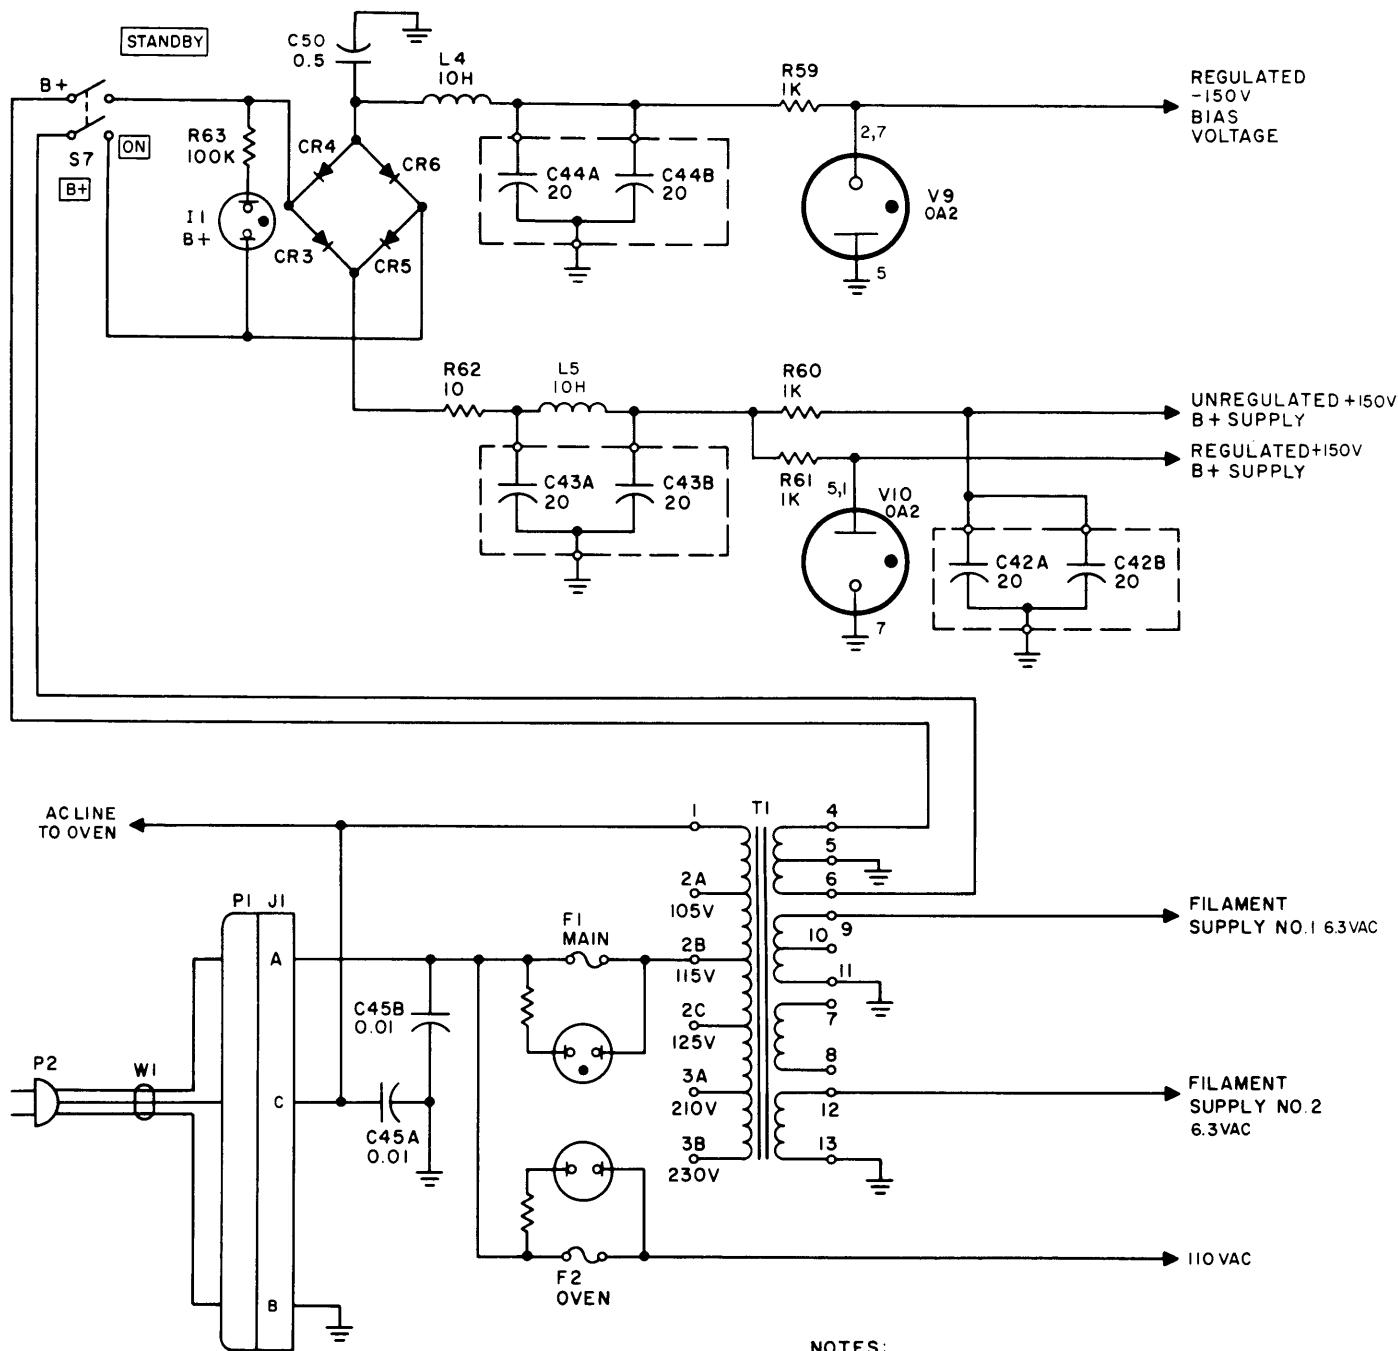 STANDBY
B+
S7
ON
B+
C50
0.5
L4
10H
R63
100K
I1
B+
CR4
CR6
CR3
CR5
C44A
20
C44B
20
R59
1K
2,7
V9
OA2
5
REGULATED
-150V
BIAS
VOLTAGE
R62
10
L5
10H
C43A
20
C43B
20
R60
1K
R61
1K
5,1
V10
OA2
7
C42A
20
C42B
20
UNREGULATED +150V
B+ SUPPLY
REGULATED+150V
B+ SUPPLY
AC LINE
TO OVEN
P1 J1
A
C
B
P2
W1
C45B
0.01
C45A
0.01
F1
MAIN
F2
OVEN
1
2A
105V
2B
115V
2C
125V
3A
210V
3B
230V
T1
4
5
6
9
10
11
7
8
12
13
FILAMENT
SUPPLY NO.1 6.3VAC
FILAMENT
SUPPLY NO.2
6.3VAC
110 VAC
NOTES: